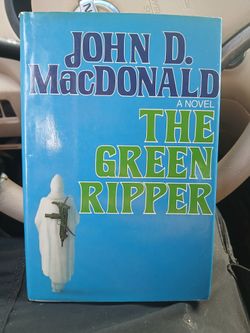 JOHN D.
MACDONALD
A NOVEL
THE
GREEN
RIPPER